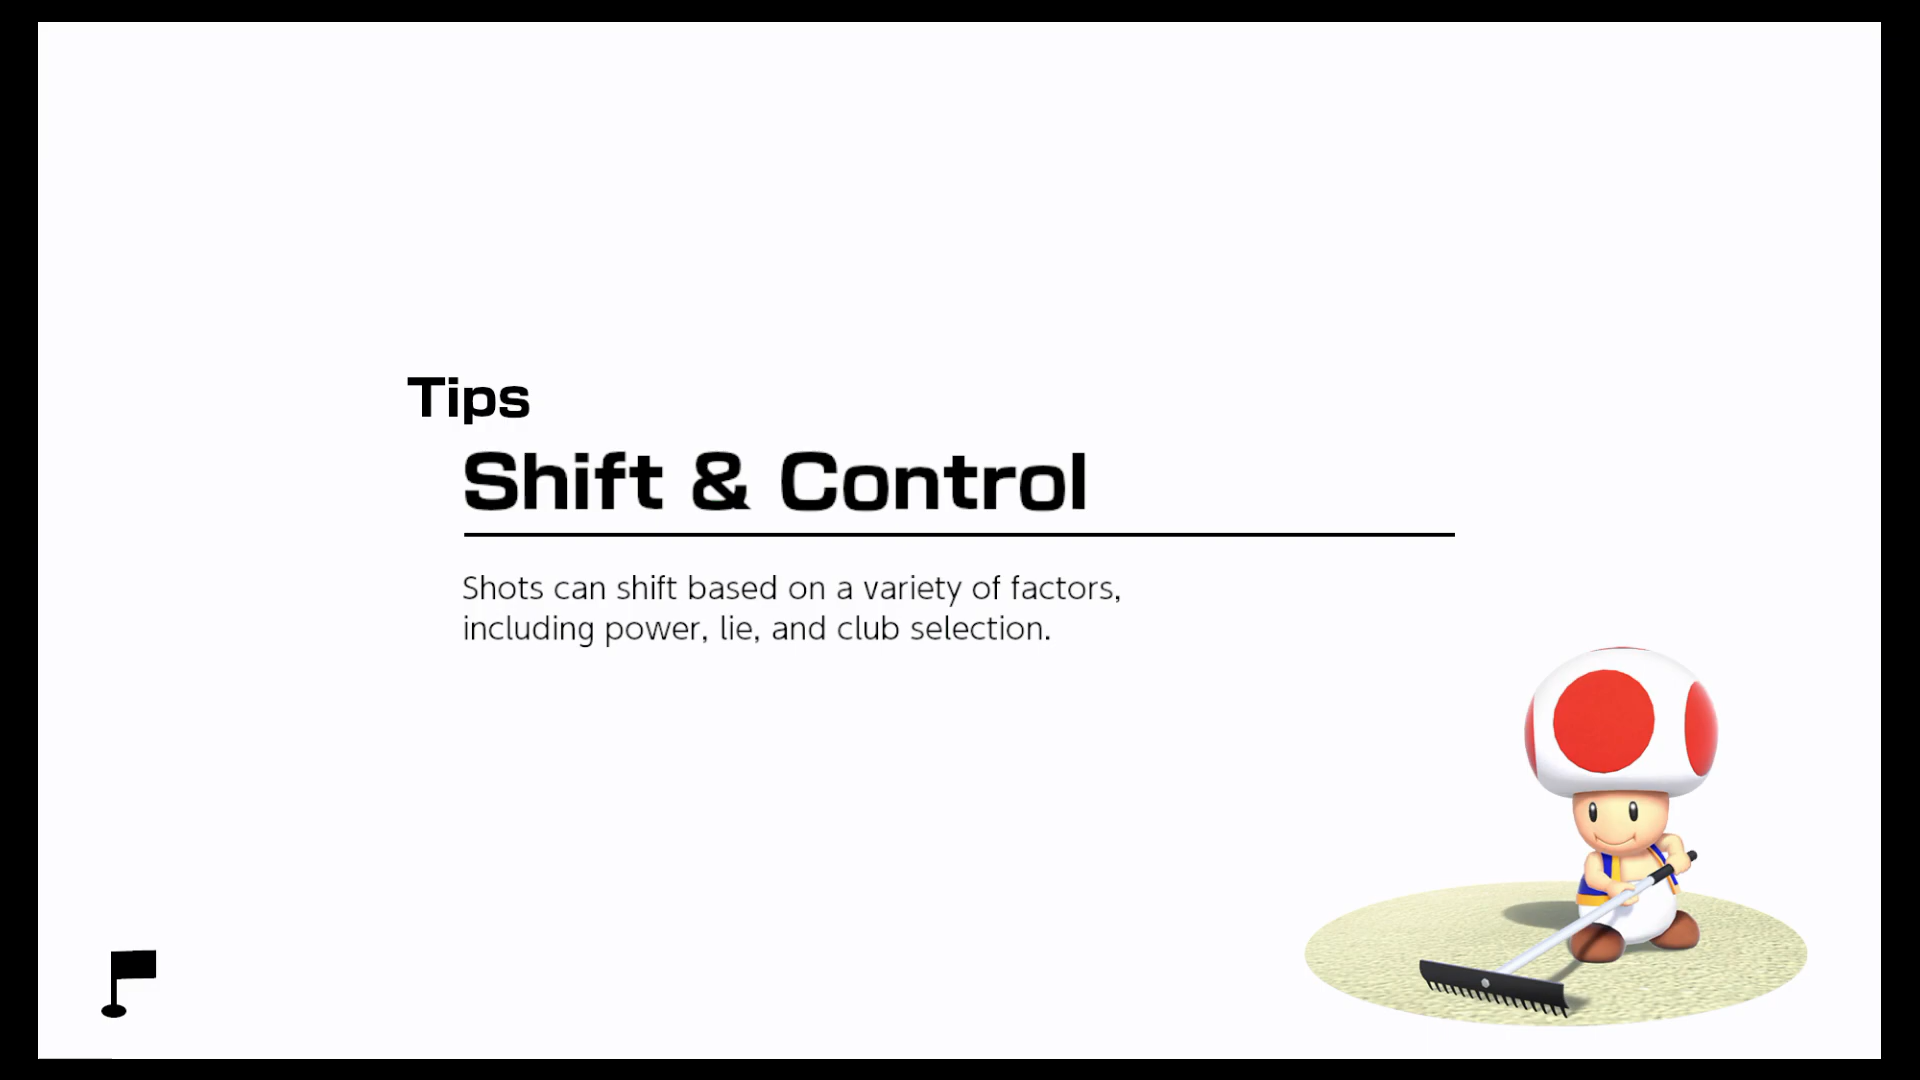 Tips
Shift & Control
Shots can shift based on a variety of factors,
including power, lie, and club selection.